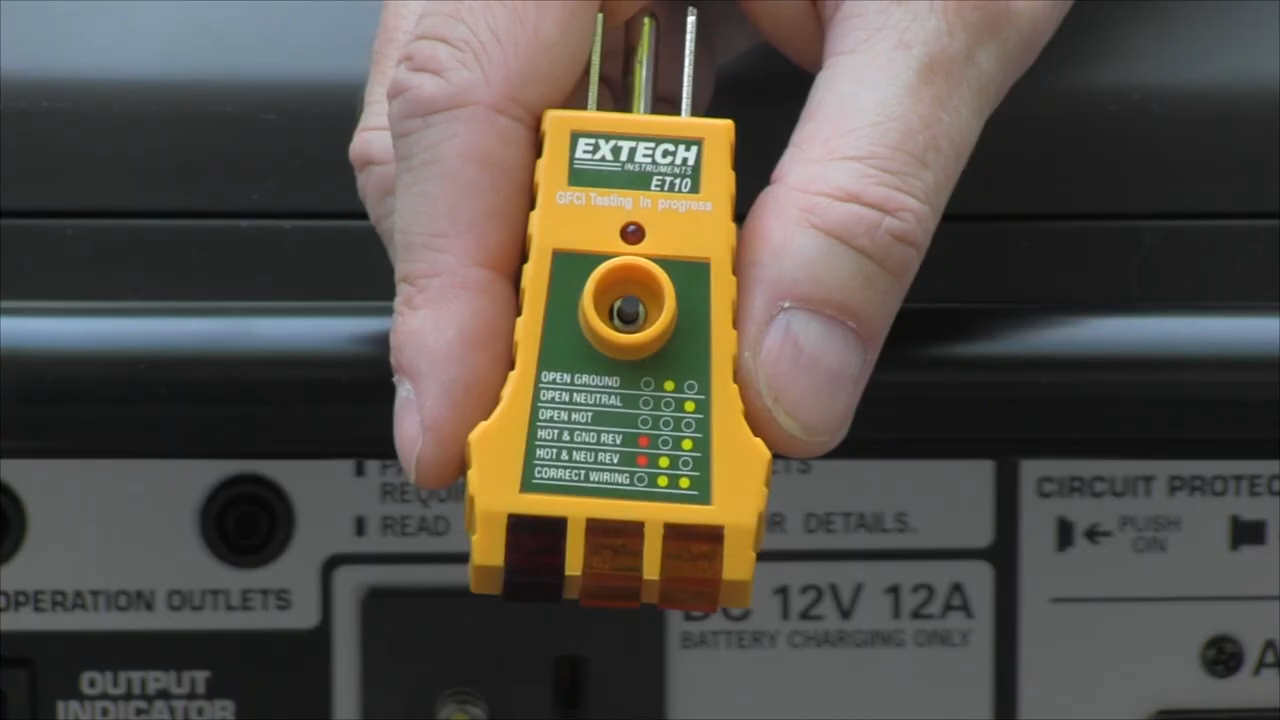 EXTECH
INSTRUMENTS
ET10
GFCI Testing in progress
OPEN GROUND
OPEN NEUTRAL
OPEN HOT
HOT & GND REV
HOT & NEU REV
CORRECT WIRING
READ
DETAILS.
OPERATION OUTLETS
OUTPUT
INDICATOR
DC 12V 12A
BATTERY CHARGING ONLY
CIRCUIT
PUSH
ON